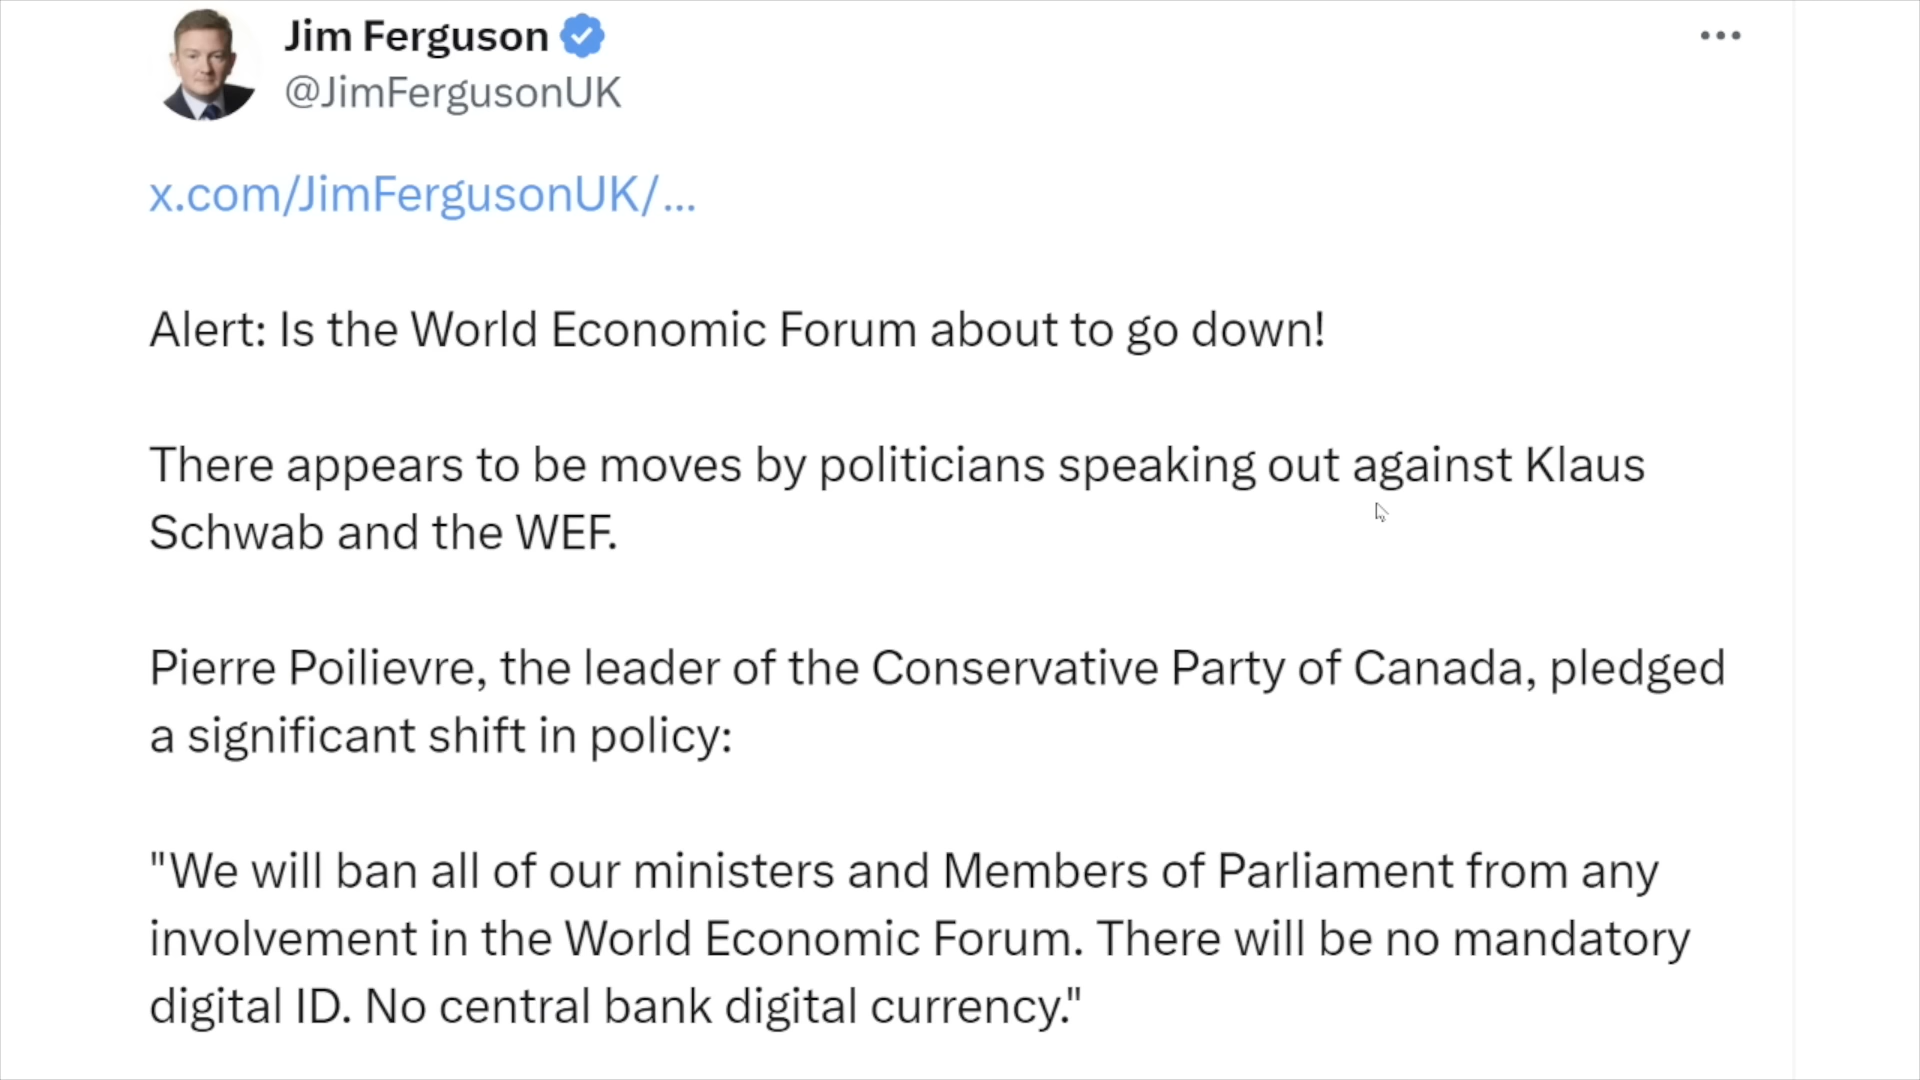 Jim Ferguson
@JimFergusonUK
x.com/JimFergusonUK/...
Alert: Is the World Economic Forum about to go down!
There appears to be moves by politicians speaking out against Klaus
Schwab and the WEF.
Pierre Poilievre, the leader of the Conservative Party of Canada, pledged
a significant shift in policy:
"We will ban all of our ministers and Members of Parliament from any
involvement in the World Economic Forum. There will be no mandatory
digital ID. No central bank digital currency."